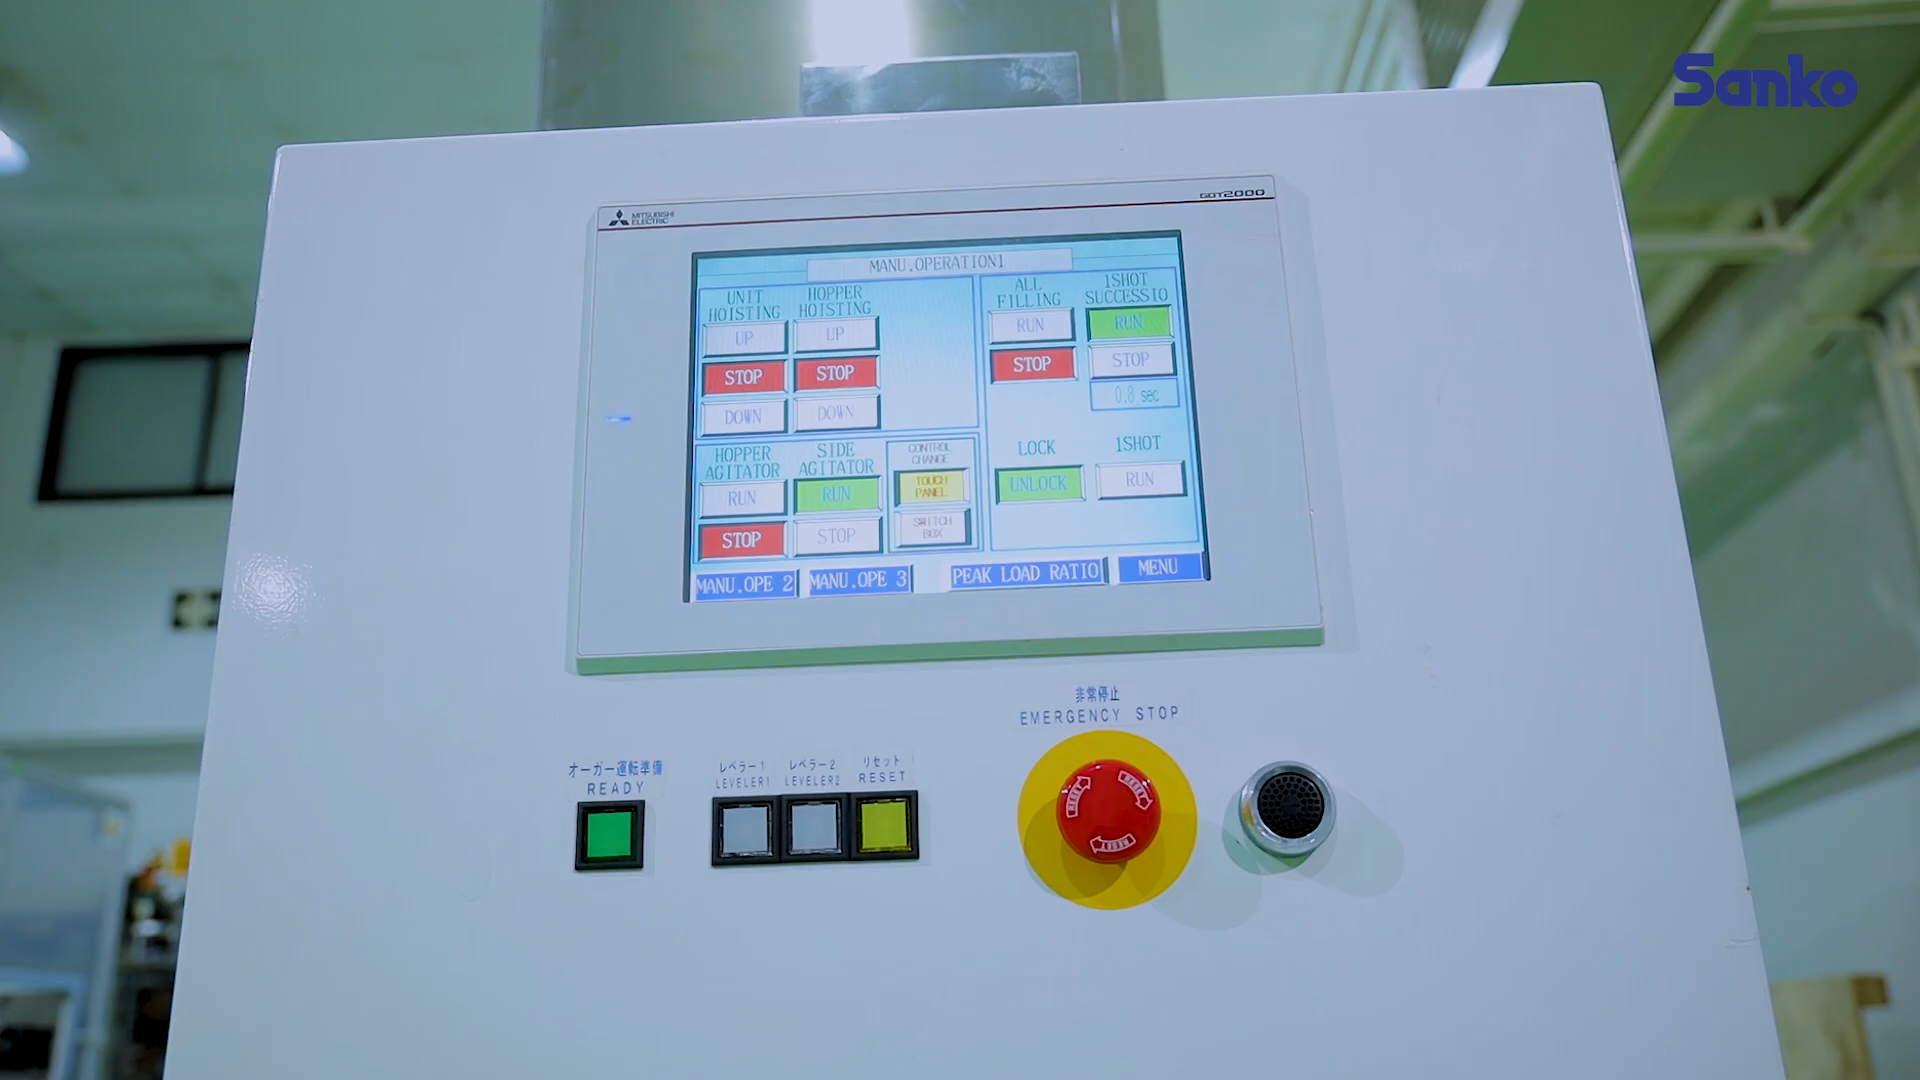 Sanko
MITSUBISHI
ELECTRIC
GOT2000
MANU.OPERATION1
UNIT
HOISTING
UP
STOP
DOWN
HOPPER
HOISTING
UP
STOP
DOWN
ALL
FILLING
RUN
STOP
1SHOT
SUCCESSIO
RUN
STOP
0.8 sec
HOPPER
AGITATOR
RUN
STOP
SIDE
AGITATOR
RUN
STOP
CONTROL
CHANGE
TOUCH
PANEL
SWITCH
BOX
LOCK
UNLOCK
1SHOT
RUN
MANU.OPE 2
MANU.OPE 3
PEAK LOAD RATIO
MENU
オーガー運転準備
READY
レベラー1
LEVELER1
レベラー2
LEVELER2
リセット
RESET
非常停止
EMERGENCY STOP
RESET
RESET
RESET